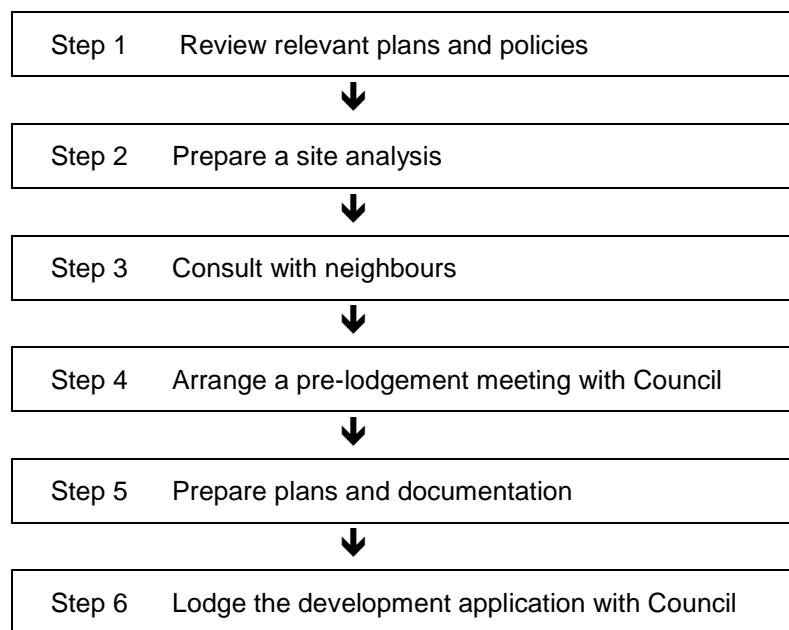 Step 1 Review relevant plans and policies
Step 2 Prepare a site analysis
Step 3 Consult with neighbours
Step 4 Arrange a pre-lodgement meeting with Council
Step 5 Prepare plans and documentation
Step 6 Lodge the development application with Council